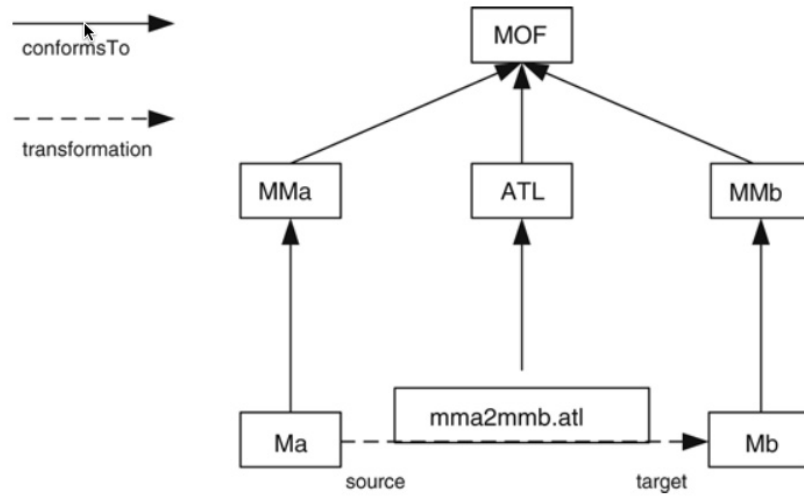 conformsTo
transformation
MOF
MMa
ATL
MMb
mma2mmb.atl
Ma
Mb
source
target